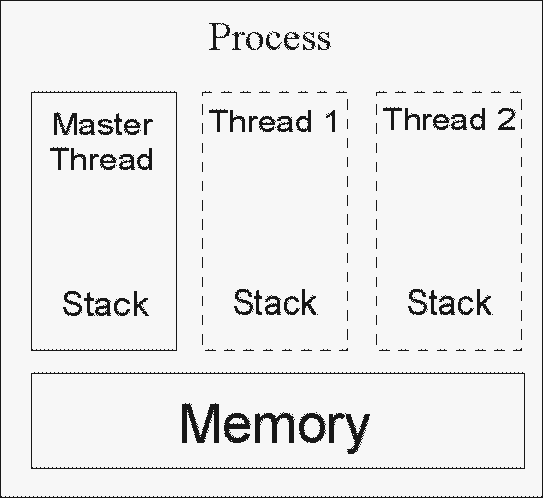 Process
Master
Thread
Stack
Thread 1
Stack
Thread 2
Stack
Memory